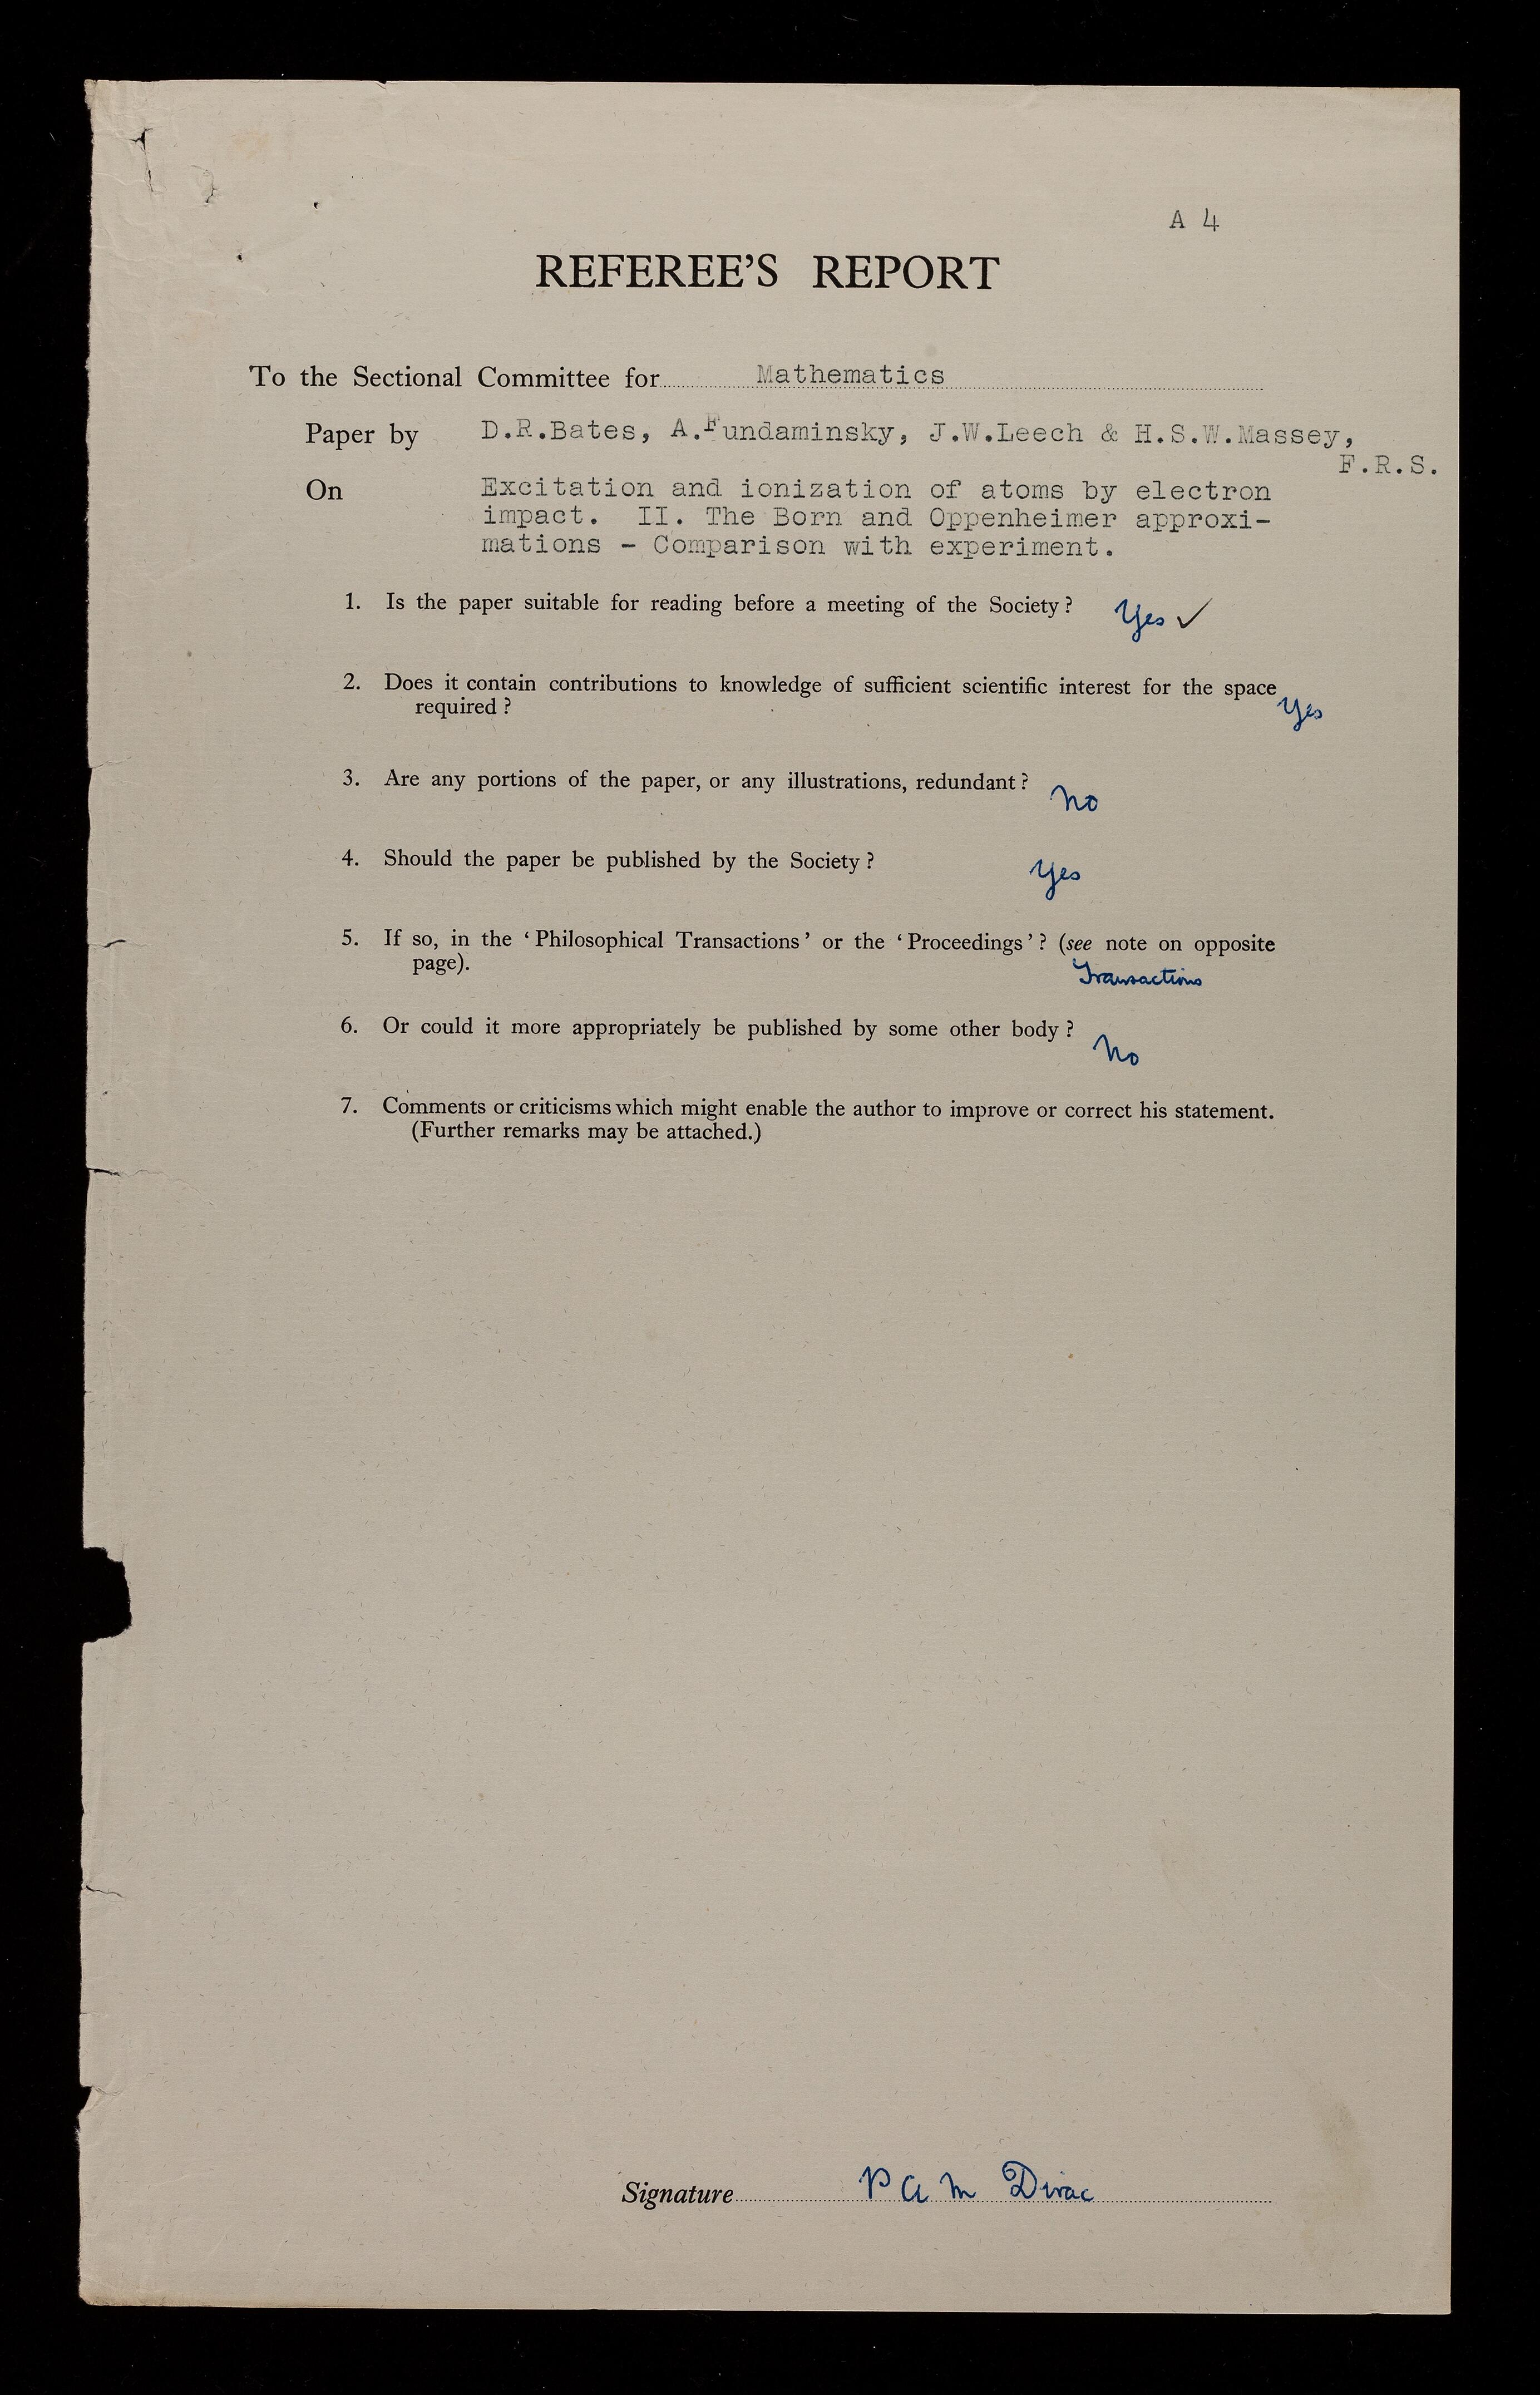 A 4
REFEREE'S REPORT
To the Sectional Committee for Mathematics
Paper by D.R.Bates, A.Fundaminsky, J.W.Leech & H.S.W.Massey,
F.R.S.
On Excitation and ionization of atoms by electron
impact. II. The Born and Oppenheimer approxi-
mations - Comparison with experiment.
1. Is the paper suitable for reading before a meeting of the Society? Yes ✓
2. Does it contain contributions to knowledge of sufficient scientific interest for the space
required? Yes
3. Are any portions of the paper, or any illustrations, redundant? No
4. Should the paper be published by the Society? Yes
5. If so, in the 'Philosophical Transactions' or the 'Proceedings'? (see note on opposite
page). Transactions
6. Or could it more appropriately be published by some other body? No
7. Comments or criticisms which might enable the author to improve or correct his statement.
(Further remarks may be attached.)
Signature P A M Dirac